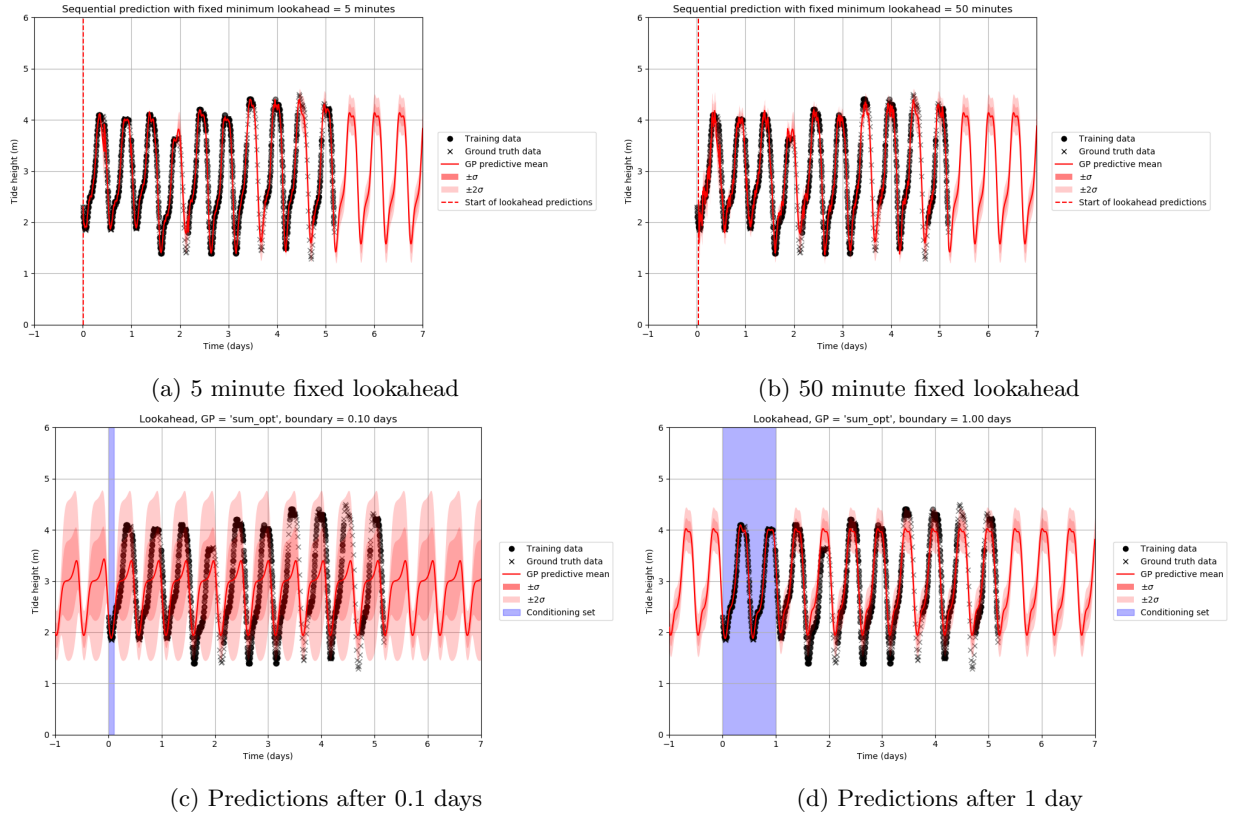 Sequential prediction with fixed minimum lookahead = 5 minutes
6
5
4
3
2
1
0
Tide height (m)
−1 0 1 2 3 4 5 6 7
Time (days)
Training data
Ground truth data
GP predictive mean
±σ
±2σ
Start of lookahead predictions
(a) 5 minute fixed lookahead
Sequential prediction with fixed minimum lookahead = 50 minutes
6
5
4
3
2
1
0
Tide height (m)
−1 0 1 2 3 4 5 6 7
Time (days)
Training data
Ground truth data
GP predictive mean
±σ
±2σ
Start of lookahead predictions
(b) 50 minute fixed lookahead
Lookahead, GP = 'sum_opt', boundary = 0.10 days
6
5
4
3
2
1
0
Tide height (m)
−1 0 1 2 3 4 5 6 7
Time (days)
Training data
Ground truth data
GP predictive mean
±σ
±2σ
Conditioning set
(c) Predictions after 0.1 days
Lookahead, GP = 'sum_opt', boundary = 1.00 days
6
5
4
3
2
1
0
Tide height (m)
−1 0 1 2 3 4 5 6 7
Time (days)
Training data
Ground truth data
GP predictive mean
±σ
±2σ
Conditioning set
(d) Predictions after 1 day